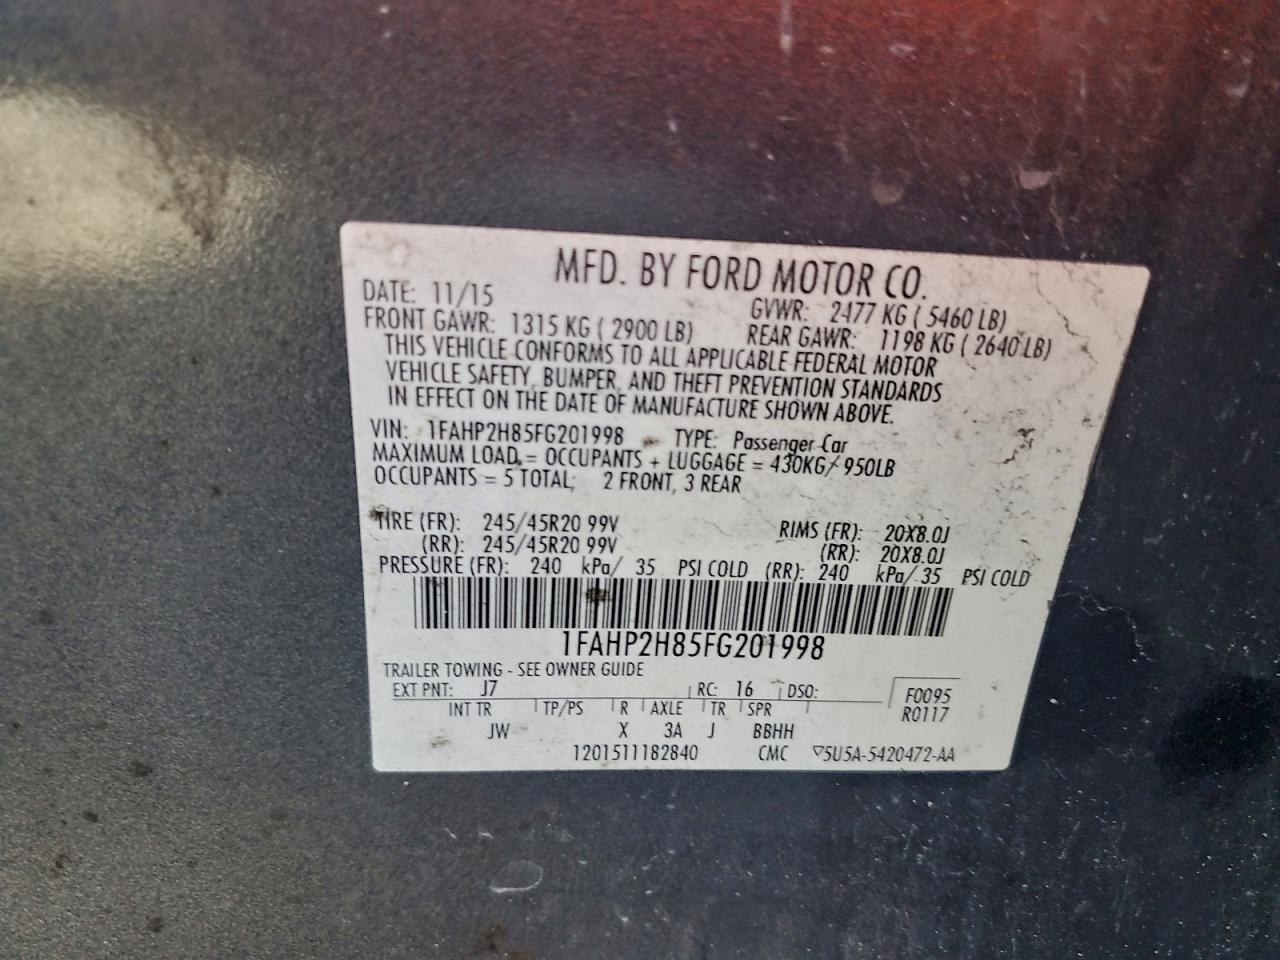 MFD. BY FORD MOTOR CO.
DATE: 11/15 GVWR: 2477 KG ( 5460 LB)
FRONT GAWR: 1315 KG ( 2900 LB) REAR GAWR: 1198 KG ( 2640 LB)
THIS VEHICLE CONFORMS TO ALL APPLICABLE FEDERAL MOTOR
VEHICLE SAFETY, BUMPER, AND THEFT PREVENTION STANDARDS
IN EFFECT ON THE DATE OF MANUFACTURE SHOWN ABOVE.
VIN: 1FAHP2H85FG201998 TYPE: Passenger Car
MAXIMUM LOAD = OCCUPANTS + LUGGAGE = 430KG/ 950LB
OCCUPANTS = 5 TOTAL; 2 FRONT, 3 REAR
TIRE (FR): 245/45R20 99V RIMS (FR): 20X8.0J
(RR): 245/45R20 99V (RR): 20X8.0J
PRESSURE (FR): 240 kPa/ 35 PSI COLD (RR): 240 kPa/ 35 PSI COLD
1FAHP2H85FG201998
TRAILER TOWING - SEE OWNER GUIDE
EXT PNT: J7 RC: 16 DSO: F0095
INT TR TP/PS R AXLE TR SPR R0117
JW X 3A J BBHH
1201511182840 CMC ▽5U5A-5420472-AA